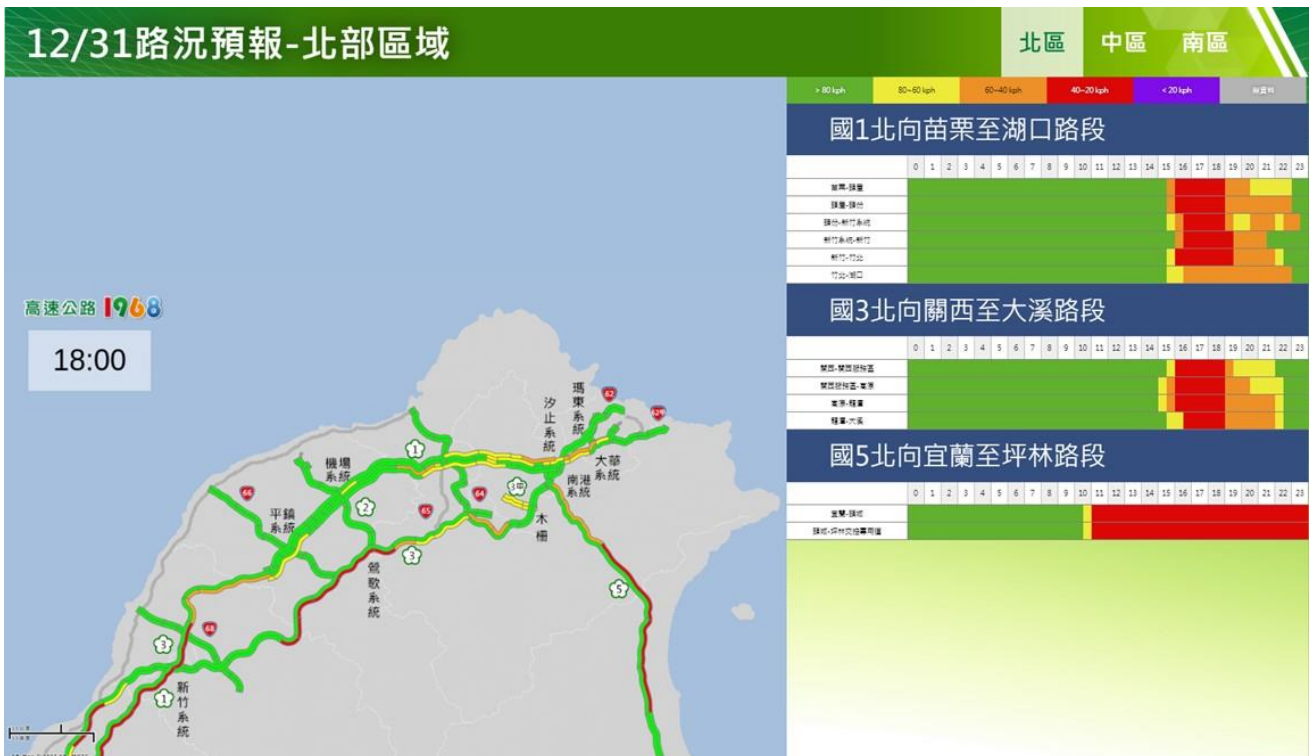 12/31路況預報-北部區域
北區
中區
南區
> 80 kph
80~60 kph
60~40 kph
40~20 kph
< 20 kph
國1北向苗栗至湖口路段
0 1 2 3 4 5 6 7 8 9 10 11 12 13 14 15 16 17 18 19 20 21 22 23
苗栗-頭屋
頭屋-頭份
頭份-新竹系統
新竹系統-新竹
新竹-竹北
竹北-湖口
國3北向關西至大溪路段
0 1 2 3 4 5 6 7 8 9 10 11 12 13 14 15 16 17 18 19 20 21 22 23
關西-關西服務區
關西服務區-高原
高原-龍潭
龍潭-大溪
國5北向宜蘭至坪林路段
0 1 2 3 4 5 6 7 8 9 10 11 12 13 14 15 16 17 18 19 20 21 22 23
宜蘭-頭城
頭城-坪林交控專用道
高速公路1968
18:00
瑪東系統
汐止系統
62
62甲
1
機場系統
大華系統
南港系統
3甲
64
66
2
65
平鎮系統
木柵
3
鶯歌系統
5
68
3
1
新竹系統